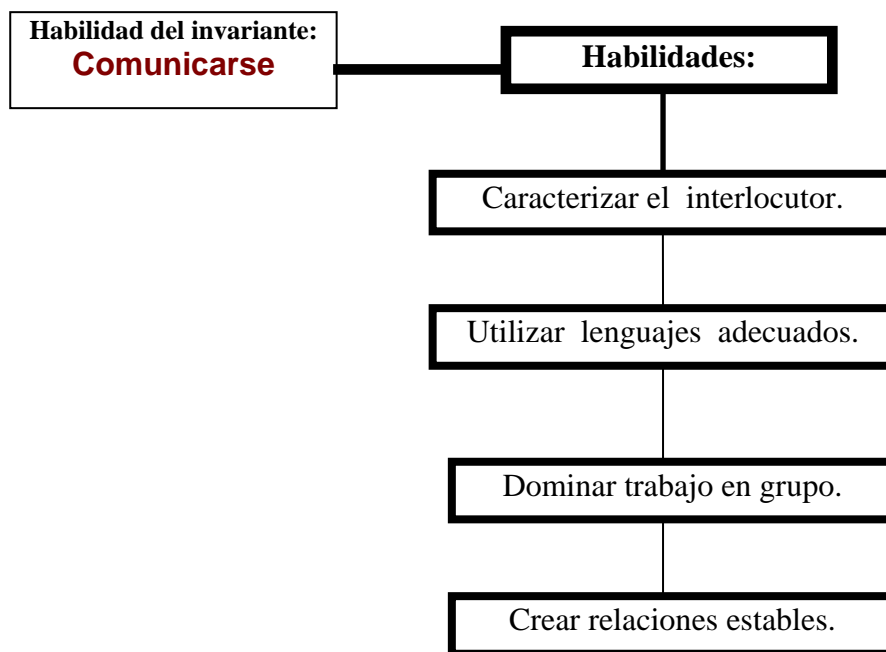 Habilidad del invariante:
Comunicarse
Habilidades:
Caracterizar el interlocutor.
Utilizar lenguajes adecuados.
Dominar trabajo en grupo.
Crear relaciones estables.